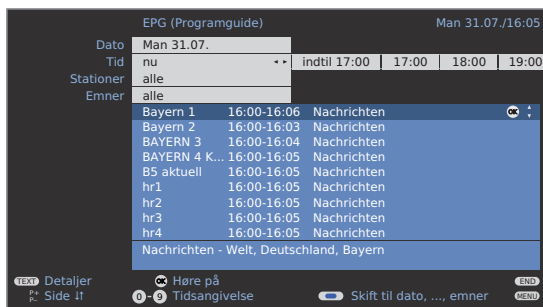 EPG (Programguide) Man 31.07./16:05
Dato Man 31.07.
Tid nu indtil 17:00 17:00 18:00 19:00
Stationer alle
Emner alle
Bayern 1 16:00-16:06 Nachrichten OK
Bayern 2 16:00-16:03 Nachrichten
BAYERN 3 16:00-16:04 Nachrichten
BAYERN 4 K... 16:00-16:05 Nachrichten
B5 aktuell 16:00-16:05 Nachrichten
hr1 16:00-16:05 Nachrichten
hr2 16:00-16:05 Nachrichten
hr3 16:00-16:05 Nachrichten
hr4 16:00-16:05 Nachrichten
Nachrichten - Welt, Deutschland, Bayern
TEXT Detaljer OK Høre på END
P+ P- Side ↓↑ 0-9 Tidsangivelse Skift til dato, ..., emner MENU